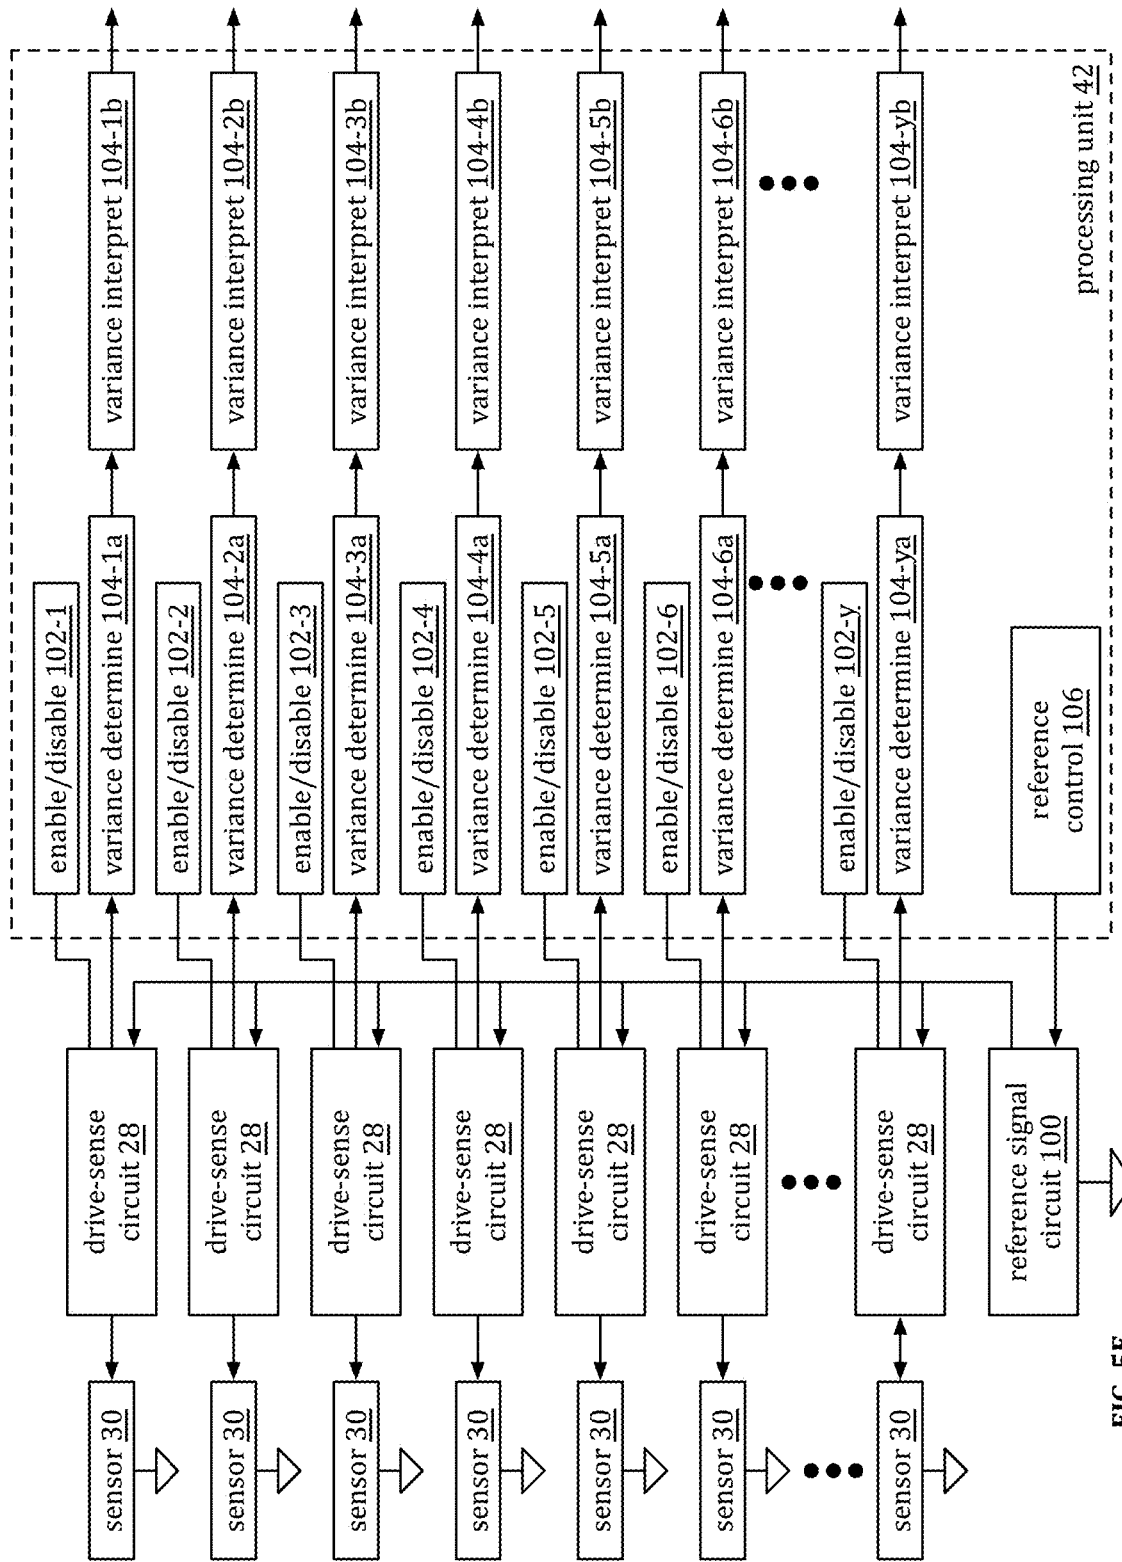 sensor 30
drive-sense
circuit 28
enable/disable 102-1
variance determine 104-1a
variance interpret 104-1b
sensor 30
drive-sense
circuit 28
enable/disable 102-2
variance determine 104-2a
variance interpret 104-2b
sensor 30
drive-sense
circuit 28
enable/disable 102-3
variance determine 104-3a
variance interpret 104-3b
sensor 30
drive-sense
circuit 28
enable/disable 102-4
variance determine 104-4a
variance interpret 104-4b
sensor 30
drive-sense
circuit 28
enable/disable 102-5
variance determine 104-5a
variance interpret 104-5b
sensor 30
drive-sense
circuit 28
enable/disable 102-6
variance determine 104-6a
variance interpret 104-6b
sensor 30
drive-sense
circuit 28
enable/disable 102-y
variance determine 104-ya
variance interpret 104-yb
reference signal
circuit 100
reference
control 106
processing unit 42
FIG.